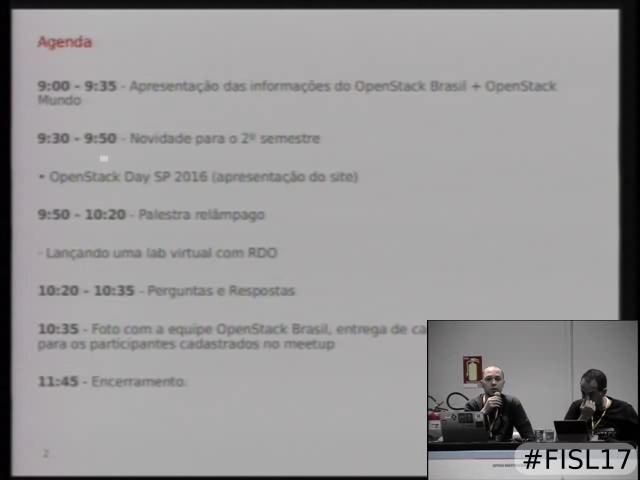 Agenda
9:00 - 9:35 - Apresentação das informações do OpenStack Brasil + OpenStack
Mundo
9:30 - 9:50 - Novidade para o 2º semestre
• OpenStack Day SP 2016 (apresentação do site)
9:50 - 10:20 - Palestra relâmpago
- Lançando uma lab virtual com RDO
10:20 - 10:35 - Perguntas e Respostas
10:35 - Foto com a equipe OpenStack Brasil, entrega de
para os participantes cadastrados no meetup
11:45 - Encerramento.
2
#FISL17